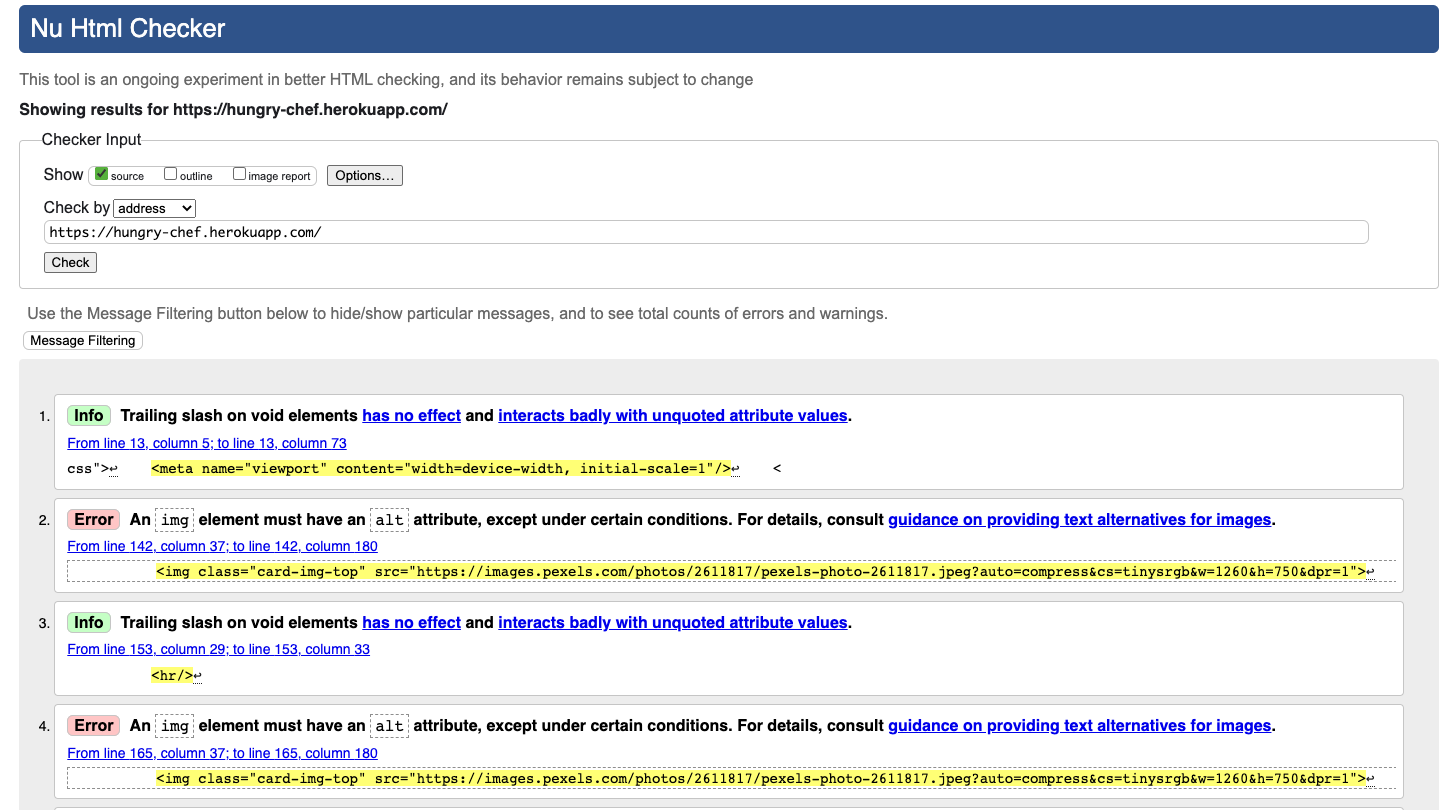 Nu Html Checker
This tool is an ongoing experiment in better HTML checking, and its behavior remains subject to change
Showing results for https://hungry-chef.herokuapp.com/
Checker Input
Show source outline image report Options...
Check by address
https://hungry-chef.herokuapp.com/
Check
Use the Message Filtering button below to hide/show particular messages, and to see total counts of errors and warnings.
Message Filtering
1. Info Trailing slash on void elements has no effect and interacts badly with unquoted attribute values.
From line 13, column 5; to line 13, column 73
css">↩ <meta name="viewport" content="width=device-width, initial-scale=1"/>↩ <
2. Error An img element must have an alt attribute, except under certain conditions. For details, consult guidance on providing text alternatives for images.
From line 142, column 37; to line 142, column 180
<img class="card-img-top" src="https://images.pexels.com/photos/2611817/pexels-photo-2611817.jpeg?auto=compress&cs=tinysrgb&w=1260&h=750&dpr=1">↩
3. Info Trailing slash on void elements has no effect and interacts badly with unquoted attribute values.
From line 153, column 29; to line 153, column 33
<hr/>↩
4. Error An img element must have an alt attribute, except under certain conditions. For details, consult guidance on providing text alternatives for images.
From line 165, column 37; to line 165, column 180
<img class="card-img-top" src="https://images.pexels.com/photos/2611817/pexels-photo-2611817.jpeg?auto=compress&cs=tinysrgb&w=1260&h=750&dpr=1">↩